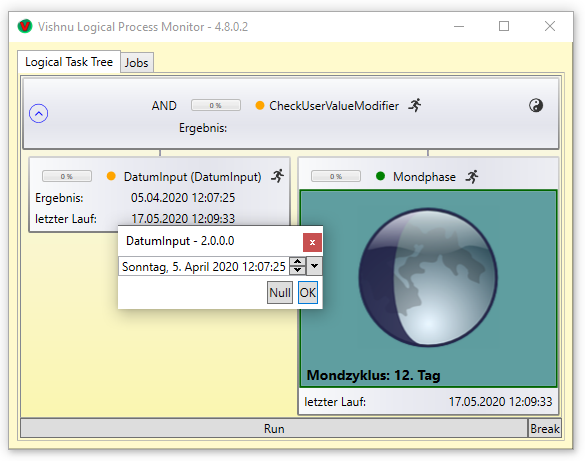 Vishnu Logical Process Monitor - 4.8.0.2
Logical Task Tree Jobs
AND 0 % CheckUserValueModifier
Ergebnis:
0 % DatumInput (DatumInput)
Ergebnis: 05.04.2020 12:07:25
letzter Lauf: 17.05.2020 12:09:33
DatumInput - 2.0.0.0 x
Sonntag, 5. April 2020 12:07:25
Null OK
0 % Mondphase
Mondzyklus: 12. Tag
letzter Lauf: 17.05.2020 12:09:33
Run Break